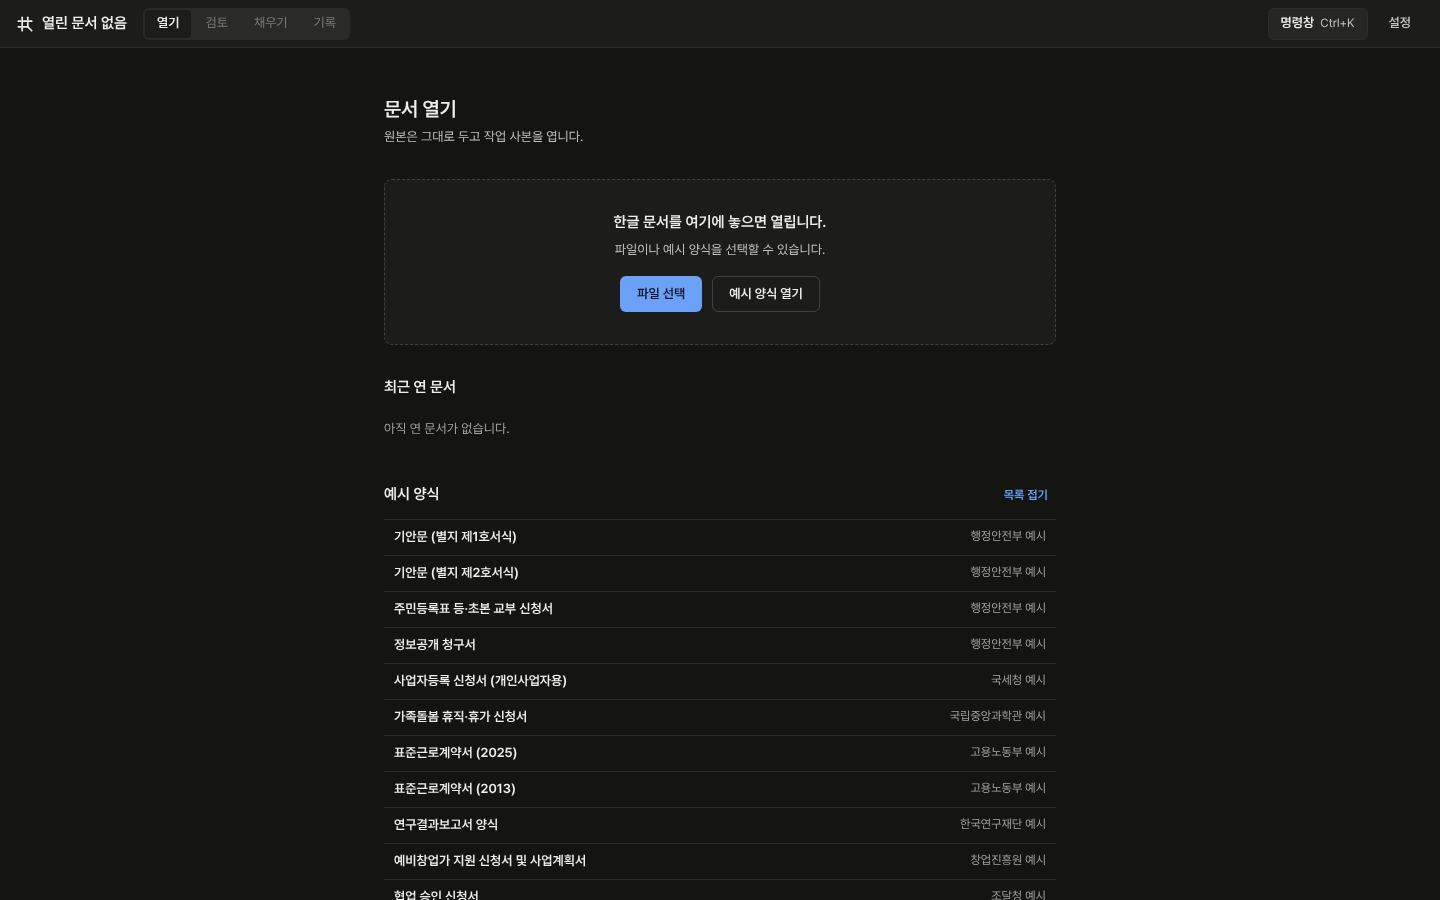 열린 문서 없음 열기 검토 채우기 기록 명령창 Ctrl+K 설정
문서 열기
원본은 그대로 두고 작업 사본을 엽니다.
한글 문서를 여기에 놓으면 열립니다.
파일이나 예시 양식을 선택할 수 있습니다.
파일 선택 예시 양식 열기
최근 연 문서
아직 연 문서가 없습니다.
예시 양식 목록 접기
기안문 (별지 제1호서식) 행정안전부 예시
기안문 (별지 제2호서식) 행정안전부 예시
주민등록표 등·초본 교부 신청서 행정안전부 예시
정보공개 청구서 행정안전부 예시
사업자등록 신청서 (개인사업자용) 국세청 예시
가족돌봄 휴직·휴가 신청서 국립중앙과학관 예시
표준근로계약서 (2025) 고용노동부 예시
표준근로계약서 (2013) 고용노동부 예시
연구결과보고서 양식 한국연구재단 예시
예비창업가 지원 신청서 및 사업계획서 창업진흥원 예시
협업 승인 신청서 조달청 예시